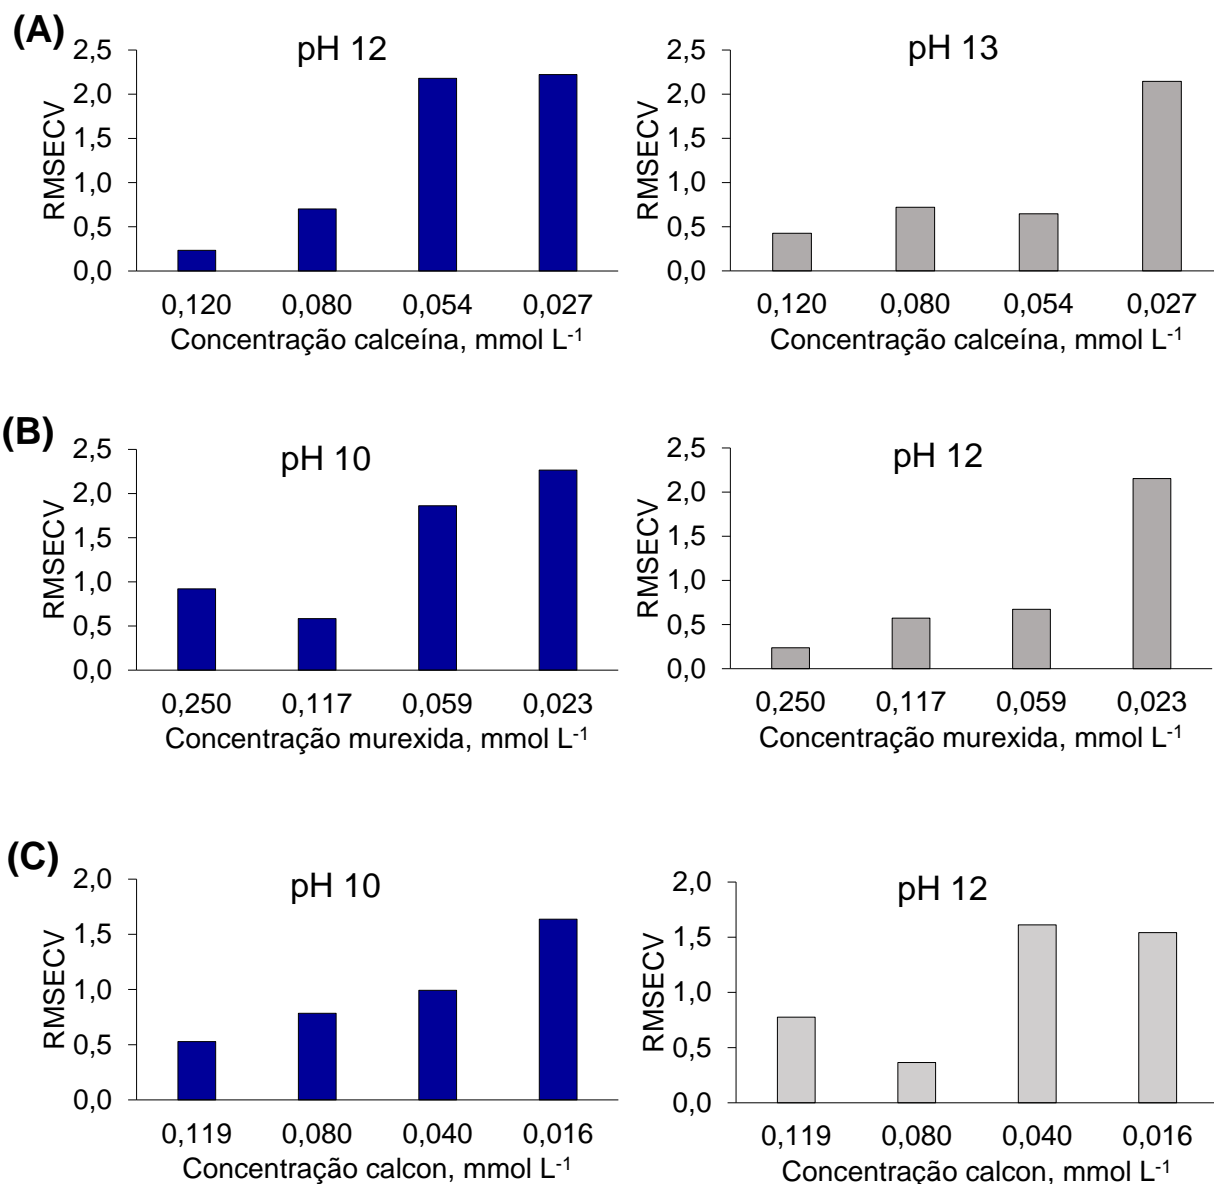 (A)
pH 12
RMSECV
2,5
2,0
1,5
1,0
0,5
0,0
0,120 0,080 0,054 0,027
Concentração calceína, mmol L-1
pH 13
RMSECV
2,5
2,0
1,5
1,0
0,5
0,0
0,120 0,080 0,054 0,027
Concentração calceína, mmol L-1
(B)
pH 10
RMSECV
2,5
2,0
1,5
1,0
0,5
0,0
0,250 0,117 0,059 0,023
Concentração murexida, mmol L-1
pH 12
RMSECV
2,5
2,0
1,5
1,0
0,5
0,0
0,250 0,117 0,059 0,023
Concentração murexida, mmol L-1
(C)
pH 10
RMSECV
2,0
1,5
1,0
0,5
0,0
0,119 0,080 0,040 0,016
Concentração calcon, mmol L-1
pH 12
RMSECV
2,0
1,5
1,0
0,5
0,0
0,119 0,080 0,040 0,016
Concentração calcon, mmol L-1